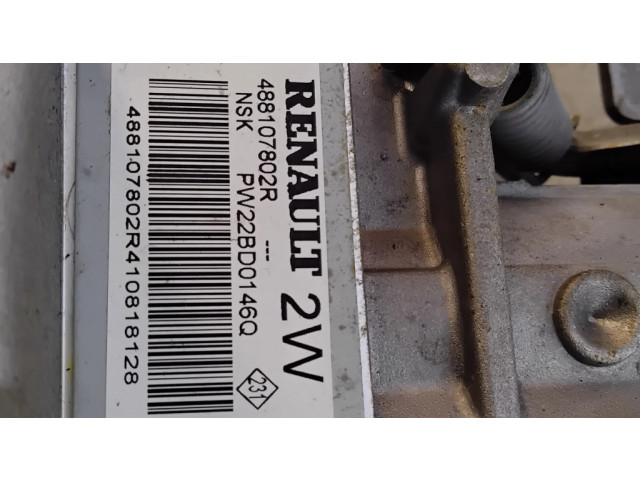 RENAULT 2W
488107802R ---
NSK PW22BD0146Q
231
488107802R410818128